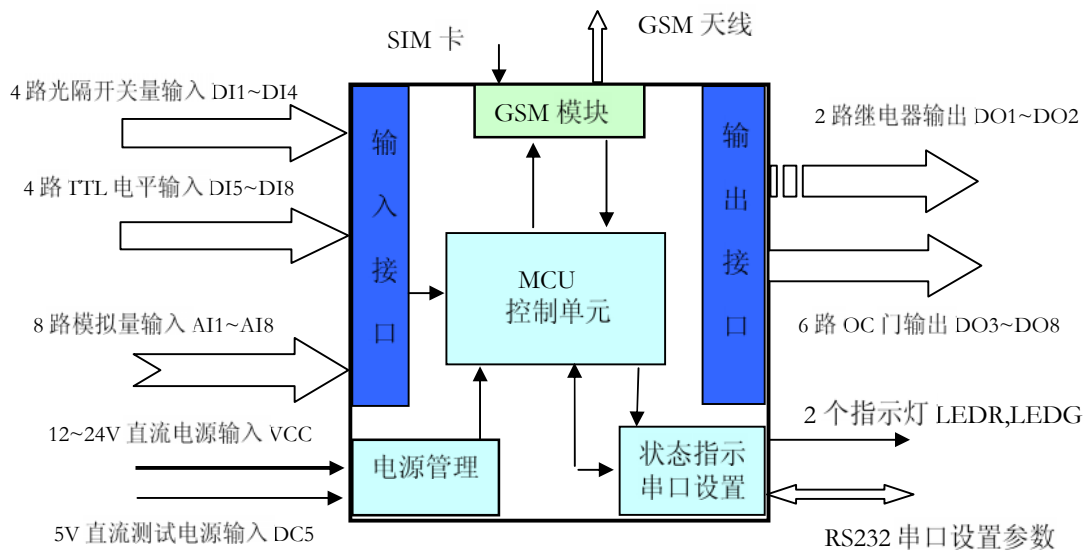 SIM 卡
GSM 天线
4 路光隔开关量输入 DI1~DI4
GSM 模块
2 路继电器输出 DO1~DO2
输入接口
输出接口
4 路 TTL 电平输入 DI5~DI8
MCU
控制单元
8 路模拟量输入 AI1~AI8
6 路 OC 门输出 DO3~DO8
12~24V 直流电源输入 VCC
2 个指示灯 LEDR,LEDG
电源管理
状态指示
串口设置
5V 直流测试电源输入 DC5
RS232 串口设置参数